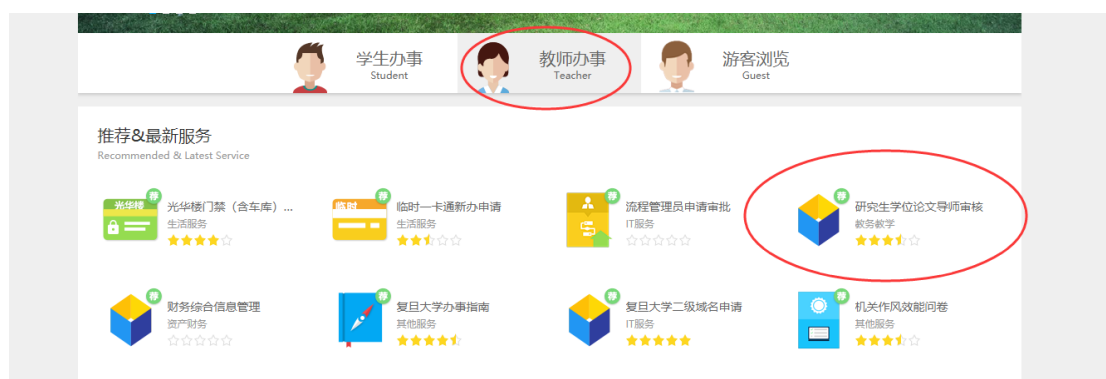 学生办事
Student
教师办事
Teacher
游客浏览
Guest
推荐&最新服务
Recommended & Latest Service
光华楼
荐
光华楼门禁（含车库）...
生活服务
临时
荐
临时一卡通新办申请
生活服务
荐
流程管理员申请审批
IT服务
荐
研究生学位论文导师审核
教务教学
荐
财务综合信息管理
资产财务
荐
复旦大学办事指南
其他服务
荐
复旦大学二级域名申请
IT服务
荐
机关作风效能问卷
其他服务